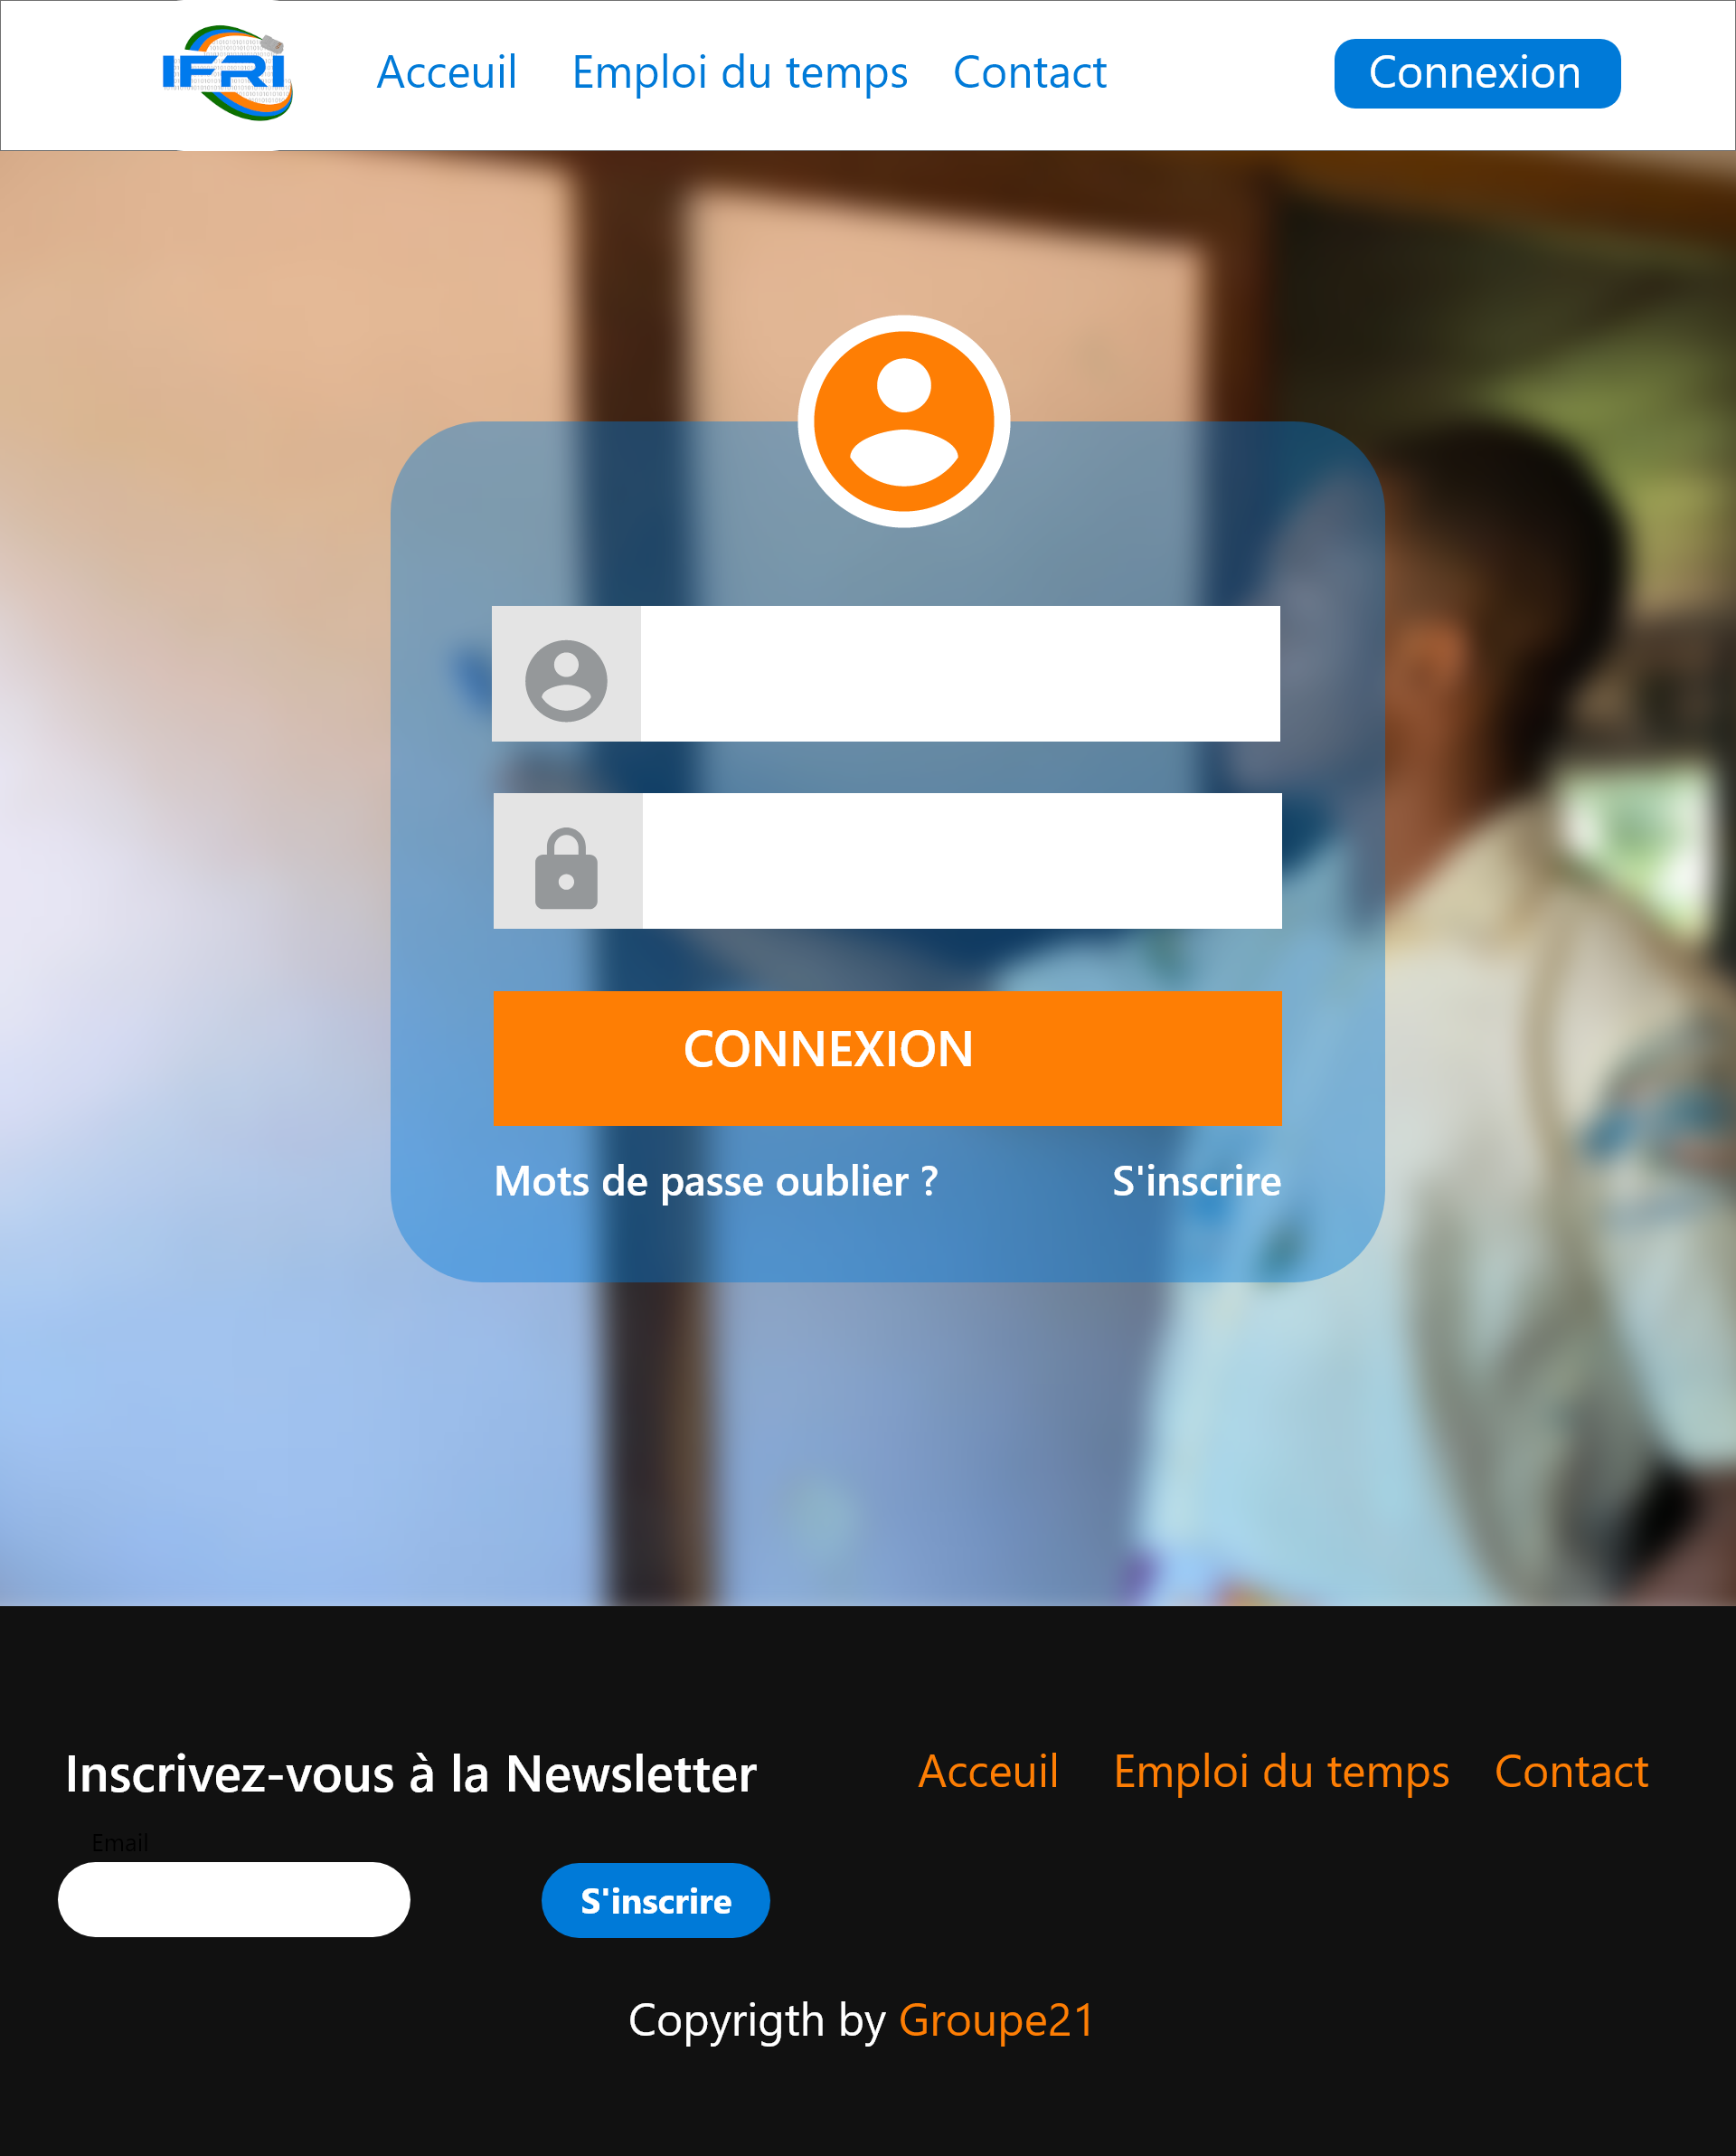 IFRI
Acceuil Emploi du temps Contact Connexion
CONNEXION
Mots de passe oublier ? S'inscrire
Inscrivez-vous à la Newsletter Acceuil Emploi du temps Contact
Email
S'inscrire
Copyrigth by Groupe21